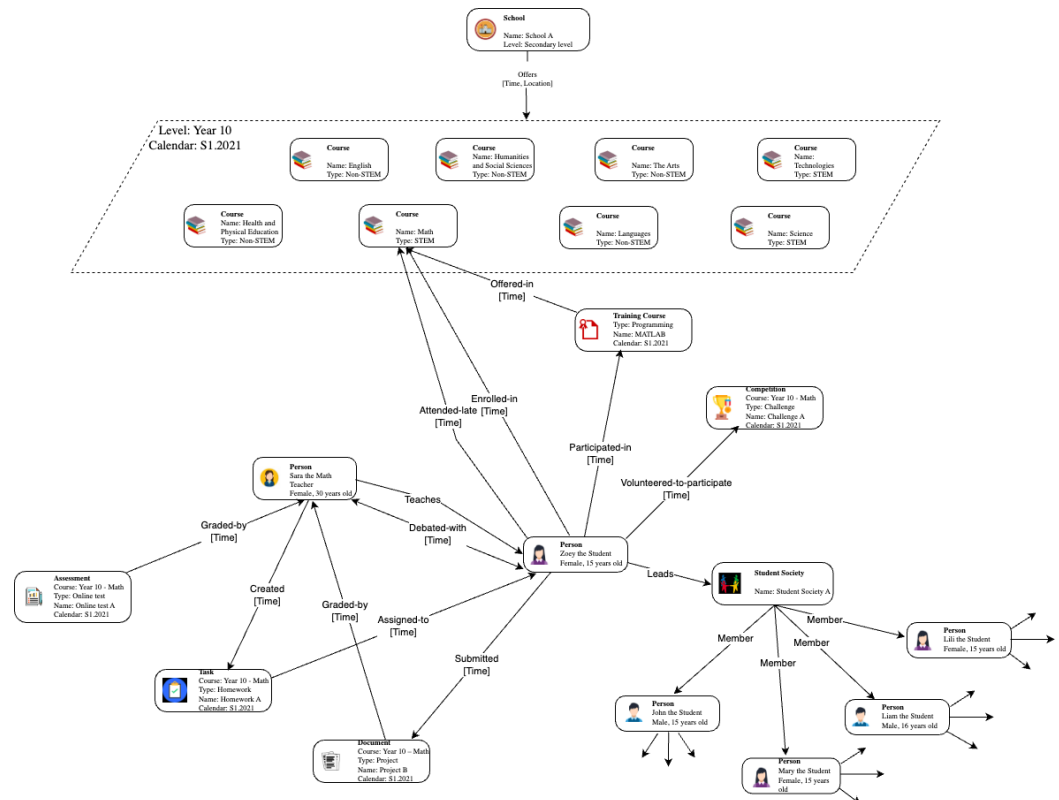 School
Name: School A
Level: Secondary level
Offers
[Time, Location]
Level: Year 10
Calendar: S1.2021
Course
Name: English
Type: Non-STEM
Course
Name: Humanities
and Social Sciences
Type: Non-STEM
Course
Name: The Arts
Type: Non-STEM
Course
Name:
Technologies
Type: STEM
Course
Name: Health and
Physical Education
Type: Non-STEM
Course
Name: Math
Type: STEM
Course
Name: Languages
Type: Non-STEM
Course
Name: Science
Type: STEM
Offered-in
[Time]
Training Course
Type: Programming
Name: MATLAB
Calendar: S1.2021
Enrolled-in
[Time]
Attended-late
[Time]
Competition
Course: Year 10 - Math
Type: Challenge
Name: Challenge A
Calendar: S1.2021
Participated-in
[Time]
Volunteered-to-participate
[Time]
Person
Sara the Math
Teacher
Female, 30 years old
Teaches
Debated-with
[Time]
Graded-by
[Time]
Person
Zoey the Student
Female, 15 years old
Leads
Student Society
Name: Student Society A
Assessment
Course: Year 10 - Math
Type: Online test
Name: Online test A
Calendar: S1.2021
Created
[Time]
Graded-by
[Time]
Assigned-to
[Time]
Submitted
[Time]
Member
Member
Member
Member
Person
Lili the Student
Female, 15 years old
Task
Course: Year 10 - Math
Type: Homework
Name: Homework A
Calendar: S1.2021
Person
John the Student
Male, 15 years old
Person
Liam the Student
Male, 16 years old
Document
Course: Year 10 – Math
Type: Project
Name: Project B
Calendar: S1.2021
Person
Mary the Student
Female, 15 years
old